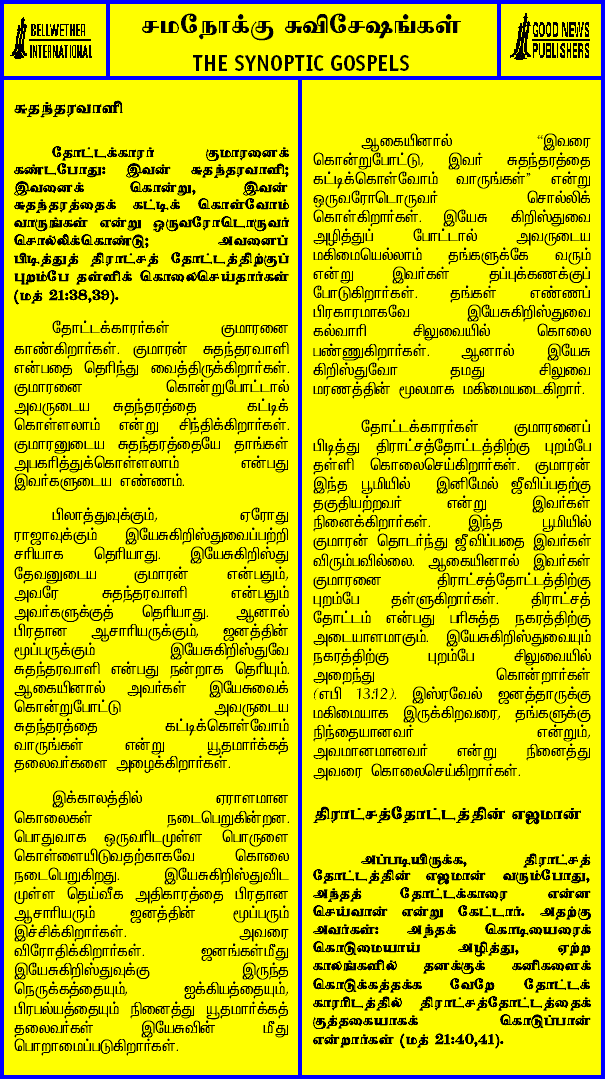 BELLWETHER
INTERNATIONAL
சமநோக்கு சுவிசேஷங்கள்
THE SYNOPTIC GOSPELS
GOOD NEWS
PUBLISHERS
சுதந்தரவாளி
தோட்டக்காரர் குமாரனைக்
கண்டபோது: இவன் சுதந்தரவாளி;
இவனைக் கொன்று, இவன்
சுதந்தரத்தைக் கட்டிக் கொள்வோம்
வாருங்கள் என்று ஒருவரோடொருவர்
சொல்லிக்கொண்டு; அவனைப்
பிடித்துத் திராட்சத் தோட்டத்திற்குப்
புறம்பே தள்ளிக் கொலைசெய்தார்கள்
(மத் 21:38,39).
தோட்டக்காரர்கள் குமாரனை
காண்கிறார்கள். குமாரன் சுதந்தரவாளி
என்பதை தெரிந்து வைத்திருக்கிறார்கள்.
குமாரனை கொன்றுபோட்டால்
அவருடைய சுதந்தரத்தை கட்டிக்
கொள்ளலாம் என்று சிந்திக்கிறார்கள்.
குமாரனுடைய சுதந்தரத்தையே தாங்கள்
அபகரித்துக்கொள்ளலாம் என்பது
இவர்களுடைய எண்ணம்.
பிலாத்துவுக்கும், ஏரோது
ராஜாவுக்கும் இயேசுகிறிஸ்துவைப்பற்றி
சரியாக தெரியாது. இயேசுகிறிஸ்து
தேவனுடைய குமாரன் என்பதும்,
அவரே சுதந்தரவாளி என்பதும்
அவர்களுக்குத் தெரியாது. ஆனால்
பிரதான ஆசாரியருக்கும், ஜனத்தின்
மூப்பருக்கும் இயேசுகிறிஸ்துவே
சுதந்தரவாளி என்பது நன்றாக தெரியும்.
ஆகையினால் அவர்கள் இயேசுவைக்
கொன்றுபோட்டு அவருடைய
சுதந்தரத்தை கட்டிக்கொள்வோம்
வாருங்கள் என்று யூதமார்க்கத்
தலைவர்களை அழைக்கிறார்கள்.
இக்காலத்தில் ஏராளமான
கொலைகள் நடைபெறுகின்றன.
பொதுவாக ஒருவரிடமுள்ள பொருளை
கொள்ளையிடுவதற்காகவே கொலை
நடைபெறுகிறது. இயேசுகிறிஸ்துவிட
முள்ள தெய்வீக அதிகாரத்தை பிரதான
ஆசாரியரும் ஜனத்தின் மூப்பரும்
இச்சிக்கிறார்கள். அவரை
விரோதிக்கிறார்கள். ஜனங்கள்மீது
இயேசுகிறிஸ்துவுக்கு இருந்த
நெருக்கத்தையும், ஐக்கியத்தையும்,
பிரபல்யத்தையும் நினைத்து யூதமார்க்கத்
தலைவர்கள் இயேசுவின் மீது
பொறாமைப்படுகிறார்கள்.
ஆகையினால் “இவரை
கொன்றுபோட்டு, இவர் சுதந்தரத்தை
கட்டிக்கொள்வோம் வாருங்கள்” என்று
ஒருவரோடொருவர் சொல்லிக்
கொள்கிறார்கள். இயேசு கிறிஸ்துவை
அழித்துப் போட்டால் அவருடைய
மகிமையெல்லாம் தங்களுக்கே வரும்
என்று இவர்கள் தப்புக்கணக்குப்
போடுகிறார்கள். தங்கள் எண்ணப்
பிரகாரமாகவே இயேசுகிறிஸ்துவை
கல்வாரி சிலுவையில் கொலை
பண்ணுகிறார்கள். ஆனால் இயேசு
கிறிஸ்துவோ தமது சிலுவை
மரணத்தின் மூலமாக மகிமையடைகிறார்.
தோட்டக்காரர்கள் குமாரனைப்
பிடித்து திராட்சத்தோட்டத்திற்கு புறம்பே
தள்ளி கொலைசெய்கிறார்கள். குமாரன்
இந்த பூமியில் இனிமேல் ஜீவிப்பதற்கு
தகுதியற்றவர் என்று இவர்கள்
நினைக்கிறார்கள். இந்த பூமியில்
குமாரன் தொடர்ந்து ஜீவிப்பதை இவர்கள்
விரும்பவில்லை. ஆகையினால் இவர்கள்
குமாரனை திராட்சத்தோட்டத்திற்கு
புறம்பே தள்ளுகிறார்கள். திராட்சத்
தோட்டம் என்பது பரிசுத்த நகரத்திற்கு
அடையாளமாகும். இயேசுகிறிஸ்துவையும்
நகரத்திற்கு புறம்பே சிலுவையில்
அறைந்து கொன்றார்கள்
(எபி 13:12). இஸ்ரவேல் ஜனத்தாருக்கு
மகிமையாக இருக்கிறவரை, தங்களுக்கு
நிந்தையானவர் என்றும்,
அவமானமானவர் என்று நினைத்து
அவரை கொலைசெய்கிறார்கள்.
திராட்சத்தோட்டத்தின் எஜமான்
அப்படியிருக்க, திராட்சத்
தோட்டத்தின் எஜமான் வரும்போது,
அந்தத் தோட்டக்காரரை என்ன
செய்வான் என்று கேட்டார். அதற்கு
அவர்கள்: அந்தக் கொடியைரைக்
கொடுமையாய் அழித்து, ஏற்ற
காலங்களில் தனக்குக் கனிகளைக்
கொடுக்கத்தக்க வேறே தோட்டக்
காரரிடத்தில் திராட்சத்தோட்டத்தைக்
குத்தகையாகக் கொடுப்பான்
என்றார்கள் (மத் 21:40,41).